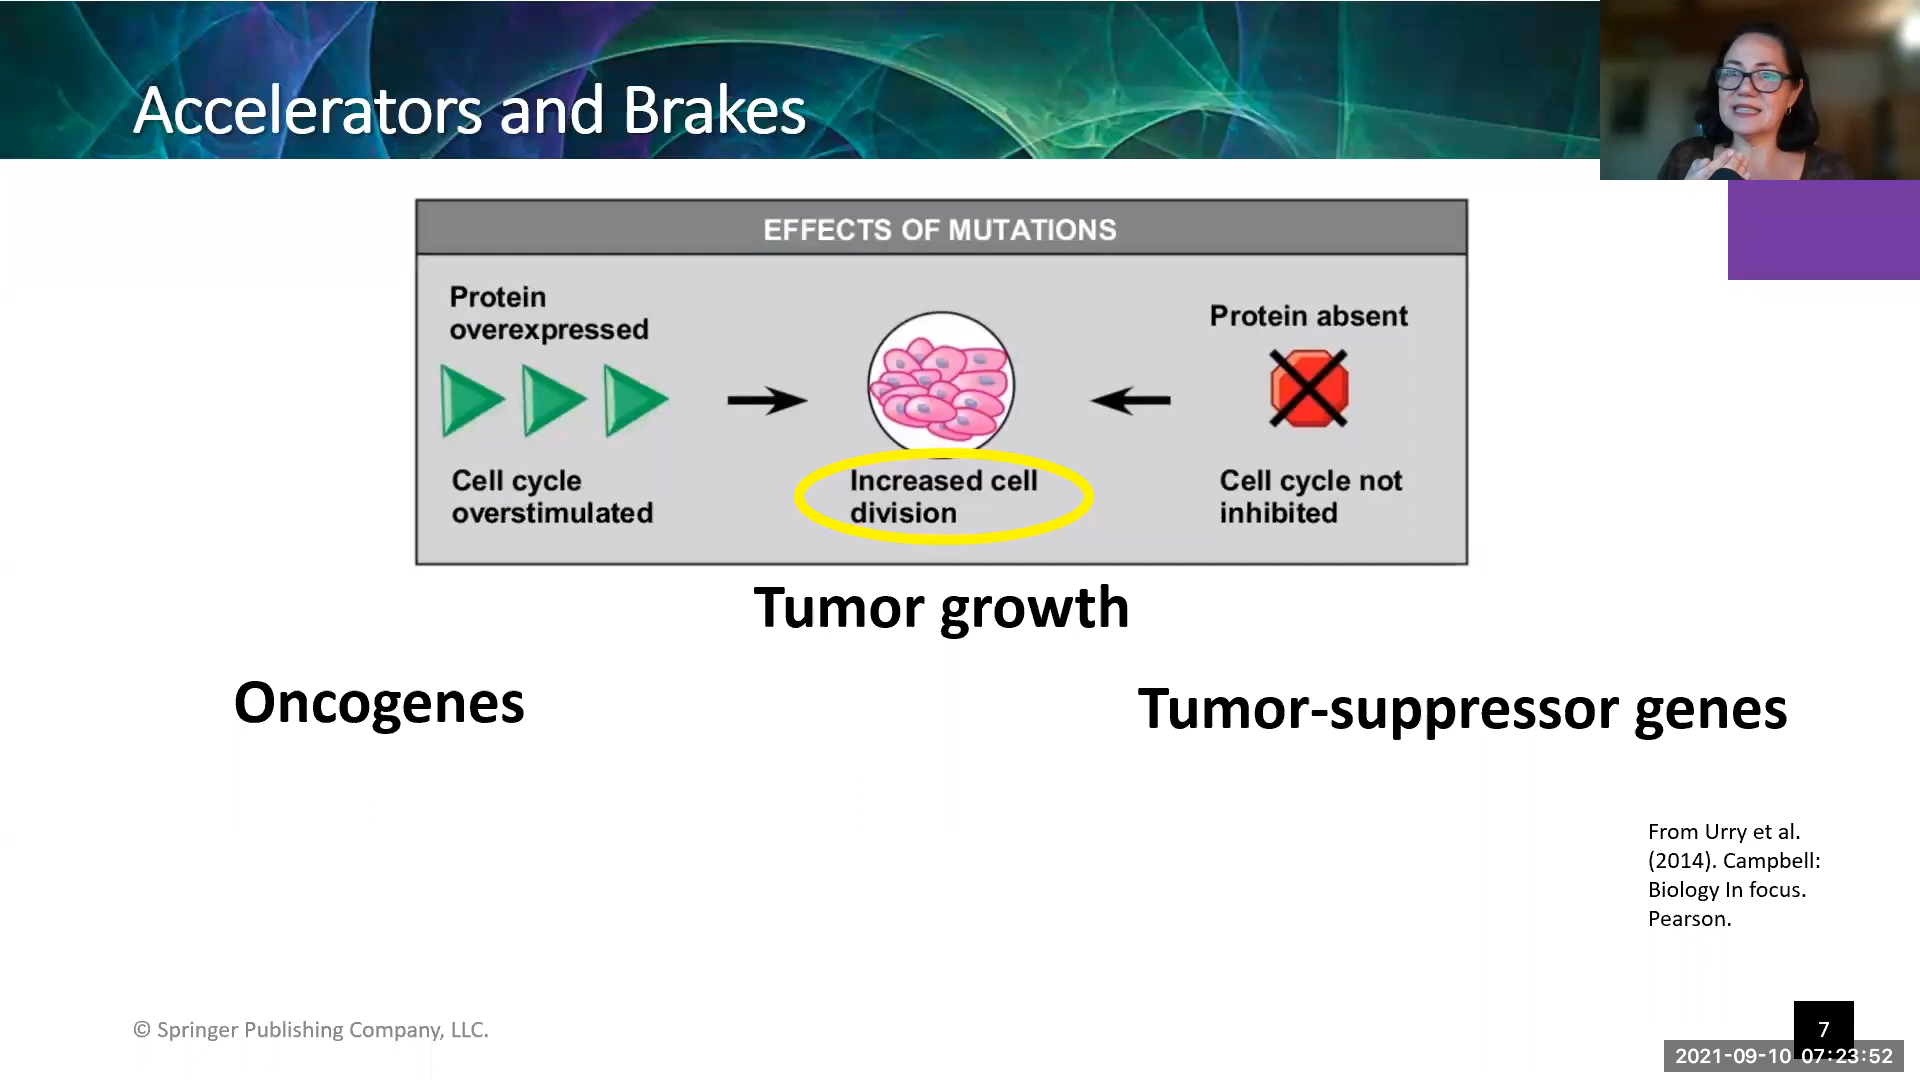 Accelerators and Brakes
EFFECTS OF MUTATIONS
Protein
overexpressed
Cell cycle
overstimulated
Increased cell
division
Protein absent
Cell cycle not
inhibited
Tumor growth
Oncogenes
Tumor-suppressor genes
From Urry et al.
(2014). Campbell:
Biology In focus.
Pearson.
© Springer Publishing Company, LLC.
7
2021-09-10 07:23:52